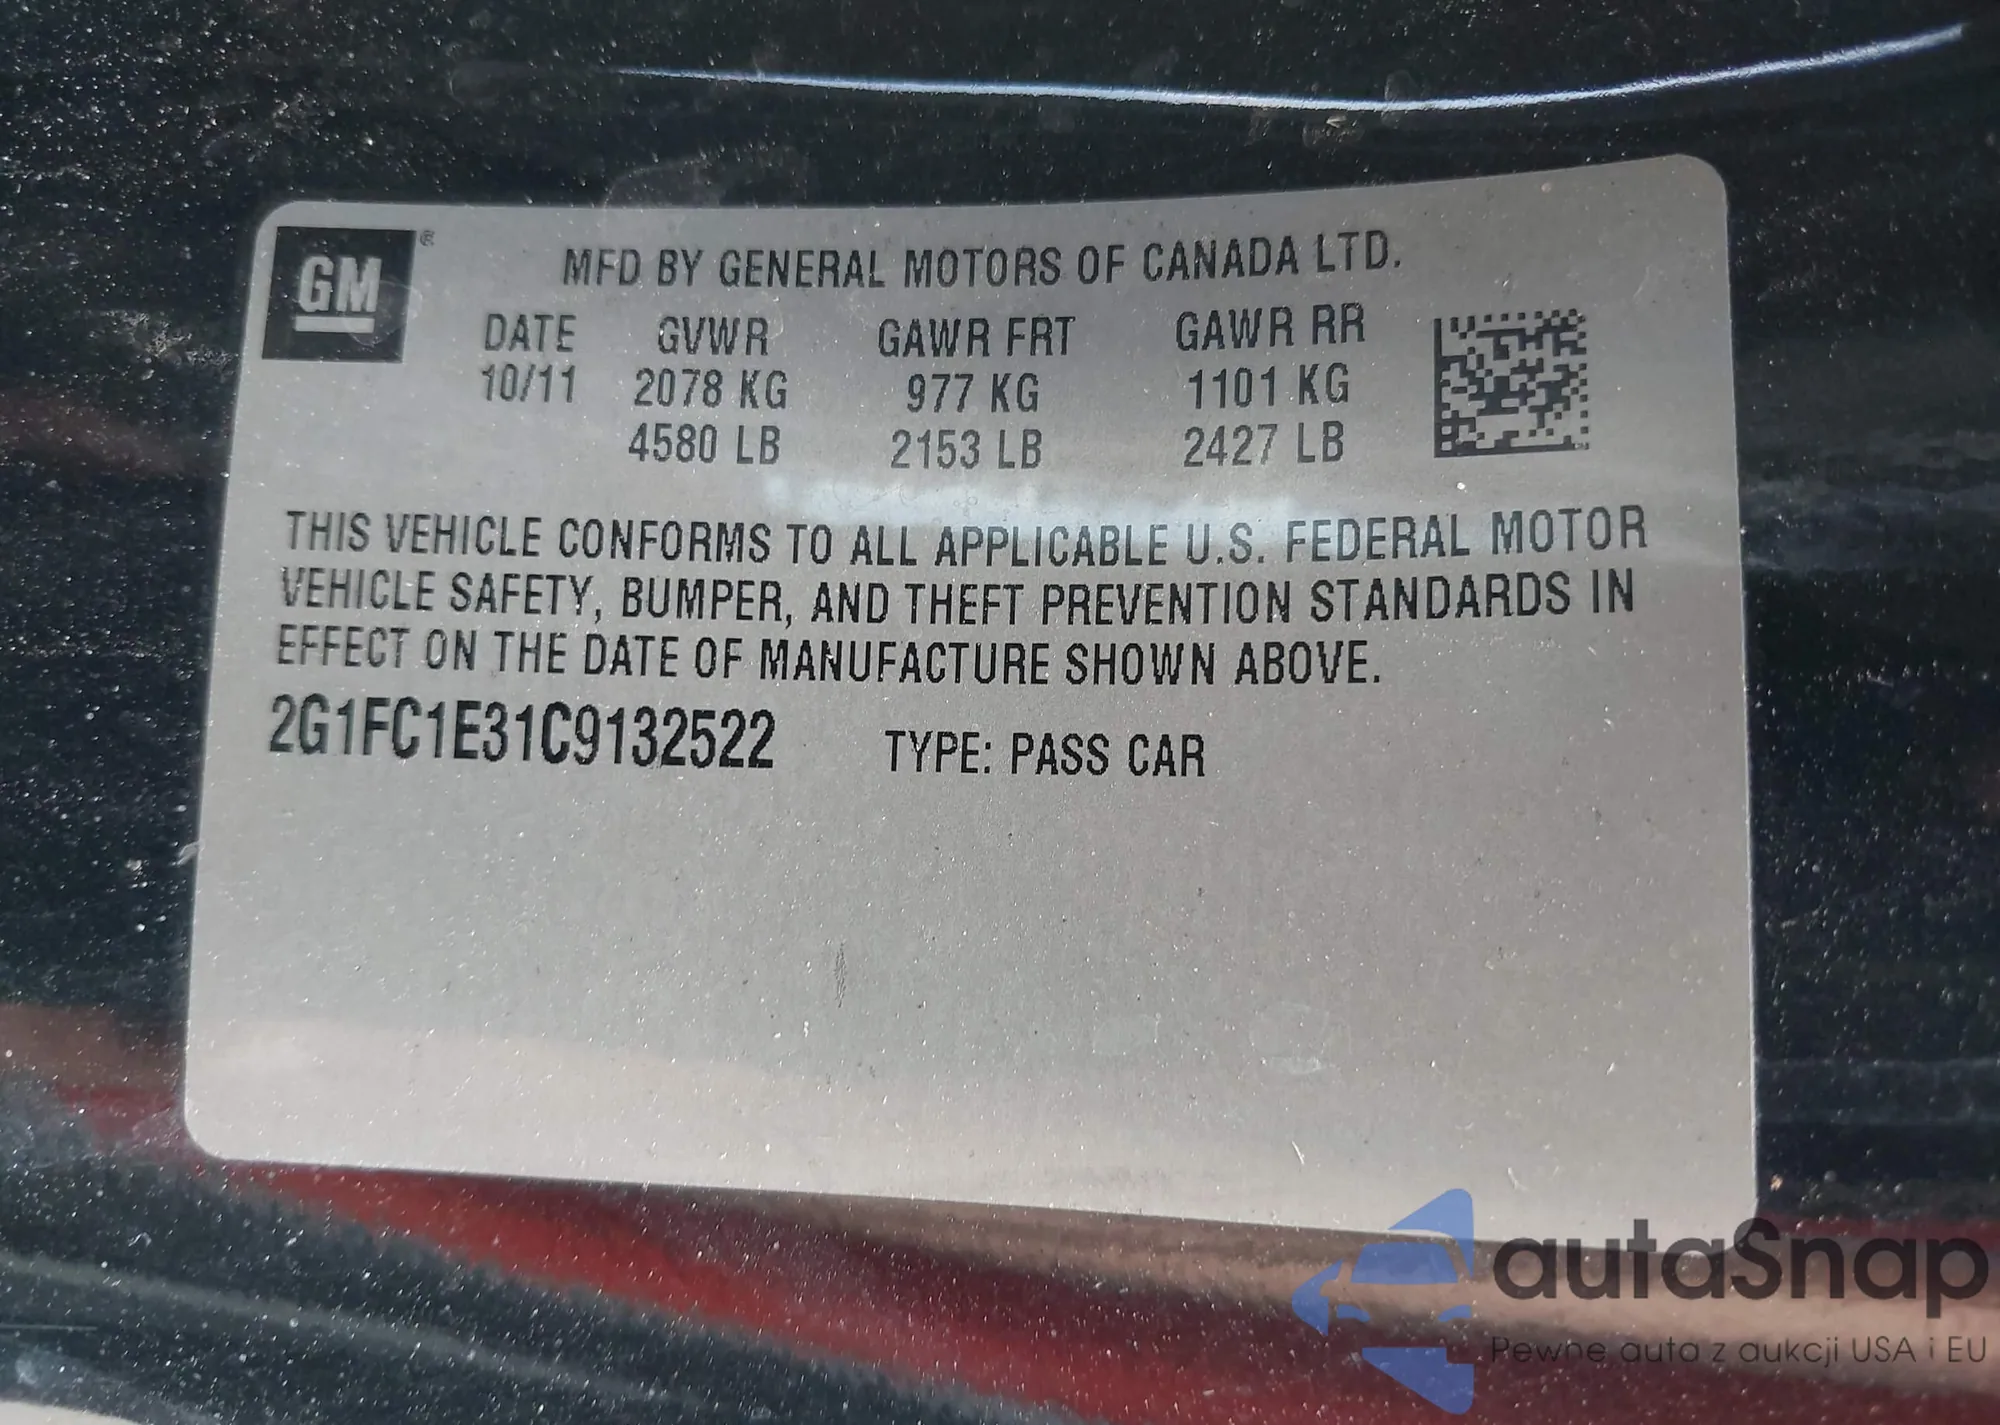 GM ®
MFD BY GENERAL MOTORS OF CANADA LTD.
DATE GVWR GAWR FRT GAWR RR
10/11 2078 KG 977 KG 1101 KG
4580 LB 2153 LB 2427 LB
THIS VEHICLE CONFORMS TO ALL APPLICABLE U.S. FEDERAL MOTOR
VEHICLE SAFETY, BUMPER, AND THEFT PREVENTION STANDARDS IN
EFFECT ON THE DATE OF MANUFACTURE SHOWN ABOVE.
2G1FC1E31C9132522 TYPE: PASS CAR
autaSnap
Pewne auta z aukcji USA i EU